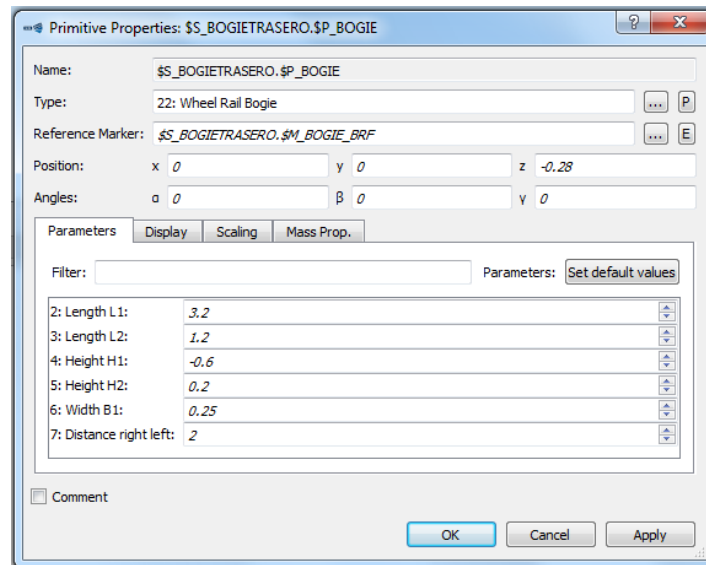 Primitive Properties: $S_BOGIETRASERO.$P_BOGIE
Name: $S_BOGIETRASERO.$P_BOGIE
Type: 22: Wheel Rail Bogie ... P
Reference Marker: $S_BOGIETRASERO.$M_BOGIE_BRF ... E
Position: x 0 y 0 z -0.28
Angles: α 0 β 0 γ 0
Parameters Display Scaling Mass Prop.
Filter: Parameters: Set default values
2: Length L1: 3.2
3: Length L2: 1.2
4: Height H1: -0.6
5: Height H2: 0.2
6: Width B1: 0.25
7: Distance right left: 2
Comment
OK Cancel Apply